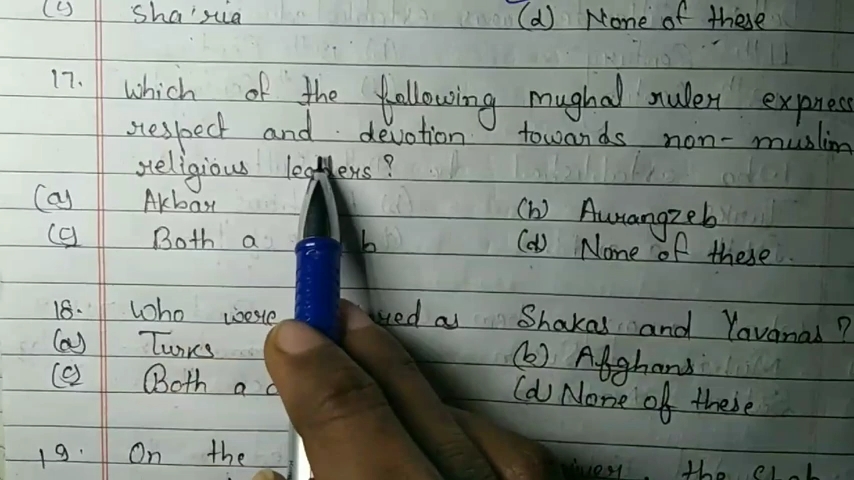 (c) Sha'ria (d) None of these
17. Which of the following mughal ruler express
respect and devotion towards non-muslim
religious leaders?
(a) Akbar (b) Aurangzeb
(c) Both a b (d) None of these.
18. Who were as Shakas and Yavanas?
(a) Turks (b) Afghans
(c) Both a (d) None of these
19. On the the